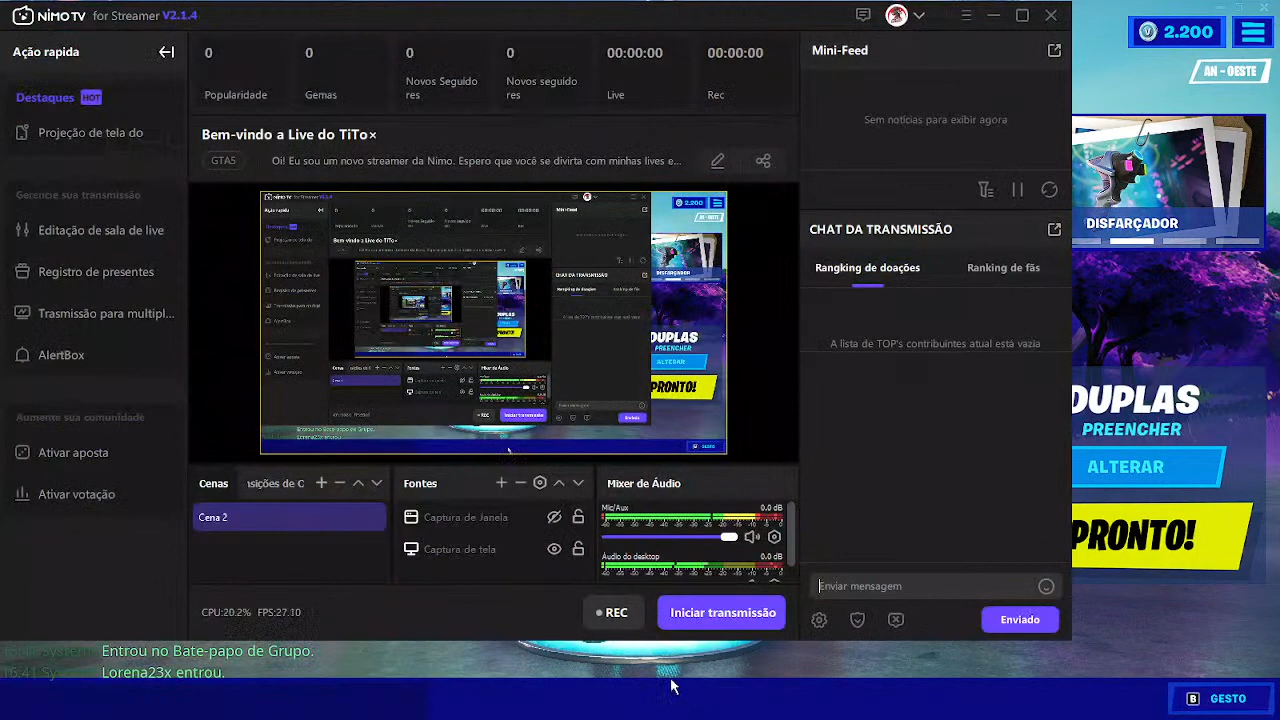 NIMO TV for Streamer V2.1.4
Ação rapida
Destaques HOT
Projeção de tela do
Gerencie sua transmissão
Editação de sala de live
Registro de presentes
Trasmissão para multipl...
AlertBox
Aumente sua comunidade
Ativar aposta
Ativar votação
0 0 0 0 00:00:00 00:00:00
Popularidade Gemas Novos Seguido
res Novos seguido
res Live Rec
Bem-vindo a Live do TiTo×
GTA5 Oi! Eu sou um novo streamer da Nimo. Espero que você se divirta com minhas lives e...
Cenas
Cena 2
Fontes
Captura de Janela
Captura de tela
Mixer de Áudio
Mic/Aux 0.0 dB
Áudio do desktop 0.0 dB
CPU:20.2% FPS:27.10
REC
Iniciar transmissão
Mini-Feed
Sem noticias para exibir agora
CHAT DA TRANSMISSÃO
Rangking de doações Ranking de fãs
A lista de TOP's contribuintes atual está vazia
Enviar mensagem
Enviado
2.200
AN - OESTE
DISFARÇADOR
DUPLAS
PREENCHER
ALTERAR
PRONTO!
Entrou no Bate-papo de Grupo.
Lorena23x entrou.
B GESTO